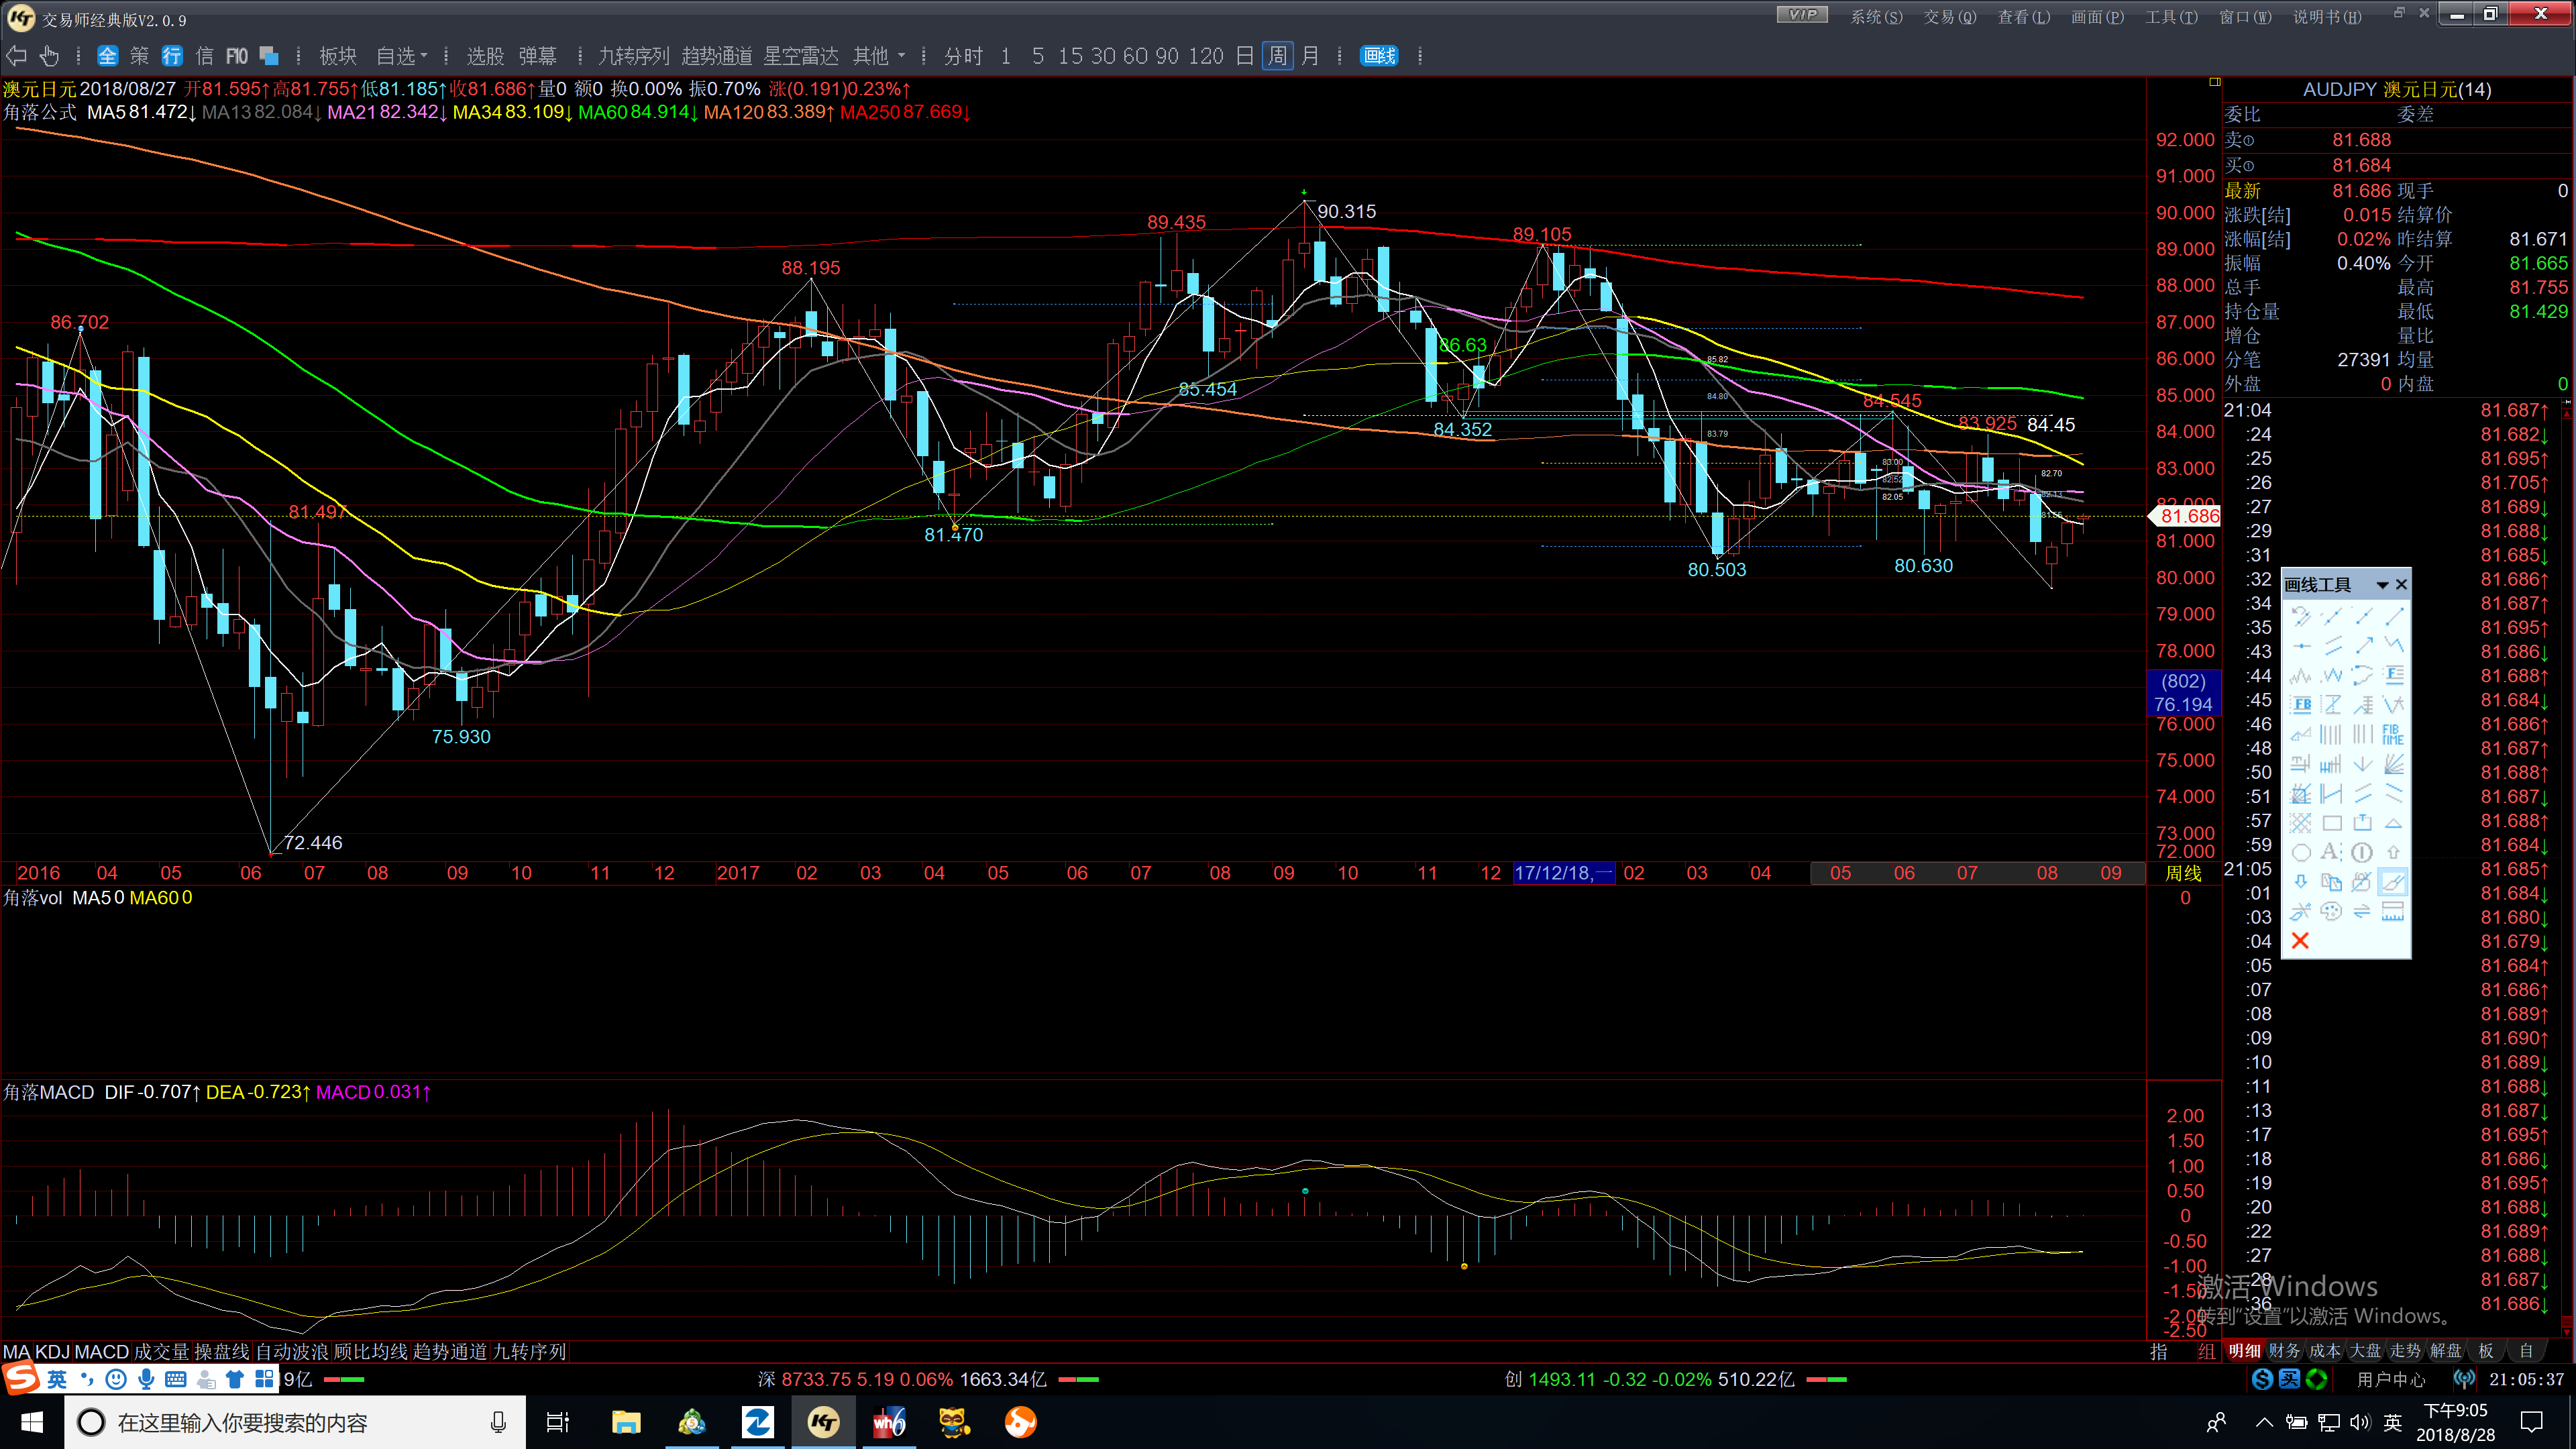 交易师经典版V2.0.9
VIP 系统(S) 交易(Q) 查看(L) 画面(P) 工具(T) 窗口(W) 说明书(H)
全 策 行 信 F10 板块 自选 选股 弹幕 九转序列 趋势通道 星空雷达 其他 分时 1 5 15 30 60 90 120 日 周 月 画线
澳元日元 2018/08/27 开81.595↑高81.755↑低81.185↑收81.686↑量0 额0 换0.00% 振0.70% 涨(0.191)0.23%↑
角落公式 MA5 81.472↓ MA13 82.084↓ MA21 82.342↓ MA34 83.109↓ MA60 84.914↓ MA120 83.389↑ MA250 87.669↓
92.000
91.000
90.000
89.000
88.000
87.000
86.000
85.000
84.000
83.000
82.000
81.686
81.000
80.000
79.000
78.000
(802)
76.194
76.000
75.000
74.000
73.000
72.000
86.702
81.497
72.446
75.930
88.195
81.470
89.435
85.454
90.315
86.63
84.352
89.105
85.82
84.80
83.79
80.503
84.545
83.00
82.52
82.05
80.630
83.925
84.45
82.70
82.13
2016 04 05 06 07 08 09 10 11 12 2017 02 03 04 05 06 07 08 09 10 11 12 17/12/18,一 02 03 04 05 06 07 08 09 周线
角落vol MA5 0 MA60 0
0
角落MACD DIF-0.707↑ DEA-0.723↑ MACD0.031↑
2.00
1.50
1.00
0.50
0
-0.50
-1.00
-1.50
-2.00
-2.50
MA KDJ MACD 成交量 操盘线 自动波浪 顾比均线 趋势通道 九转序列 指 组
AUDJPY 澳元日元(14)
委比 委差
卖① 81.688
买① 81.684
最新 81.686 现手 0
涨跌[结] 0.015 结算价
涨幅[结] 0.02% 昨结算 81.671
振幅 0.40% 今开 81.665
总手 最高 81.755
持仓量 最低 81.429
增仓 量比
分笔 27391 均量
外盘 0 内盘 0
21:04 81.687↑
:24 81.682↓
:25 81.695↑
:26 81.705↑
:27 81.689↓
:29 81.688↓
:31 81.685↓
:32 81.686↑
:34 81.687↑
:35 81.695↑
:43 81.686↓
:44 81.688↑
:45 81.684↓
:46 81.686↑
:48 81.687↑
:50 81.688↑
:51 81.687↓
:57 81.688↑
:59 81.684↓
21:05 81.685↑
:01 81.684↓
:03 81.680↓
:04 81.679↓
:05 81.684↑
:07 81.686↑
:08 81.689↑
:09 81.690↑
:10 81.689↓
:11 81.688↓
:13 81.687↓
:17 81.695↑
:18 81.686↓
:19 81.695↑
:20 81.688↓
:22 81.689↑
:27 81.688↓
:28 81.687↓
:36 81.686↓
画线工具
FB
FIB
TIME
激活 Windows
转到"设置"以激活 Windows。
明细 财务 成本 大盘 走势 解盘 板 自
英 9亿 深 8733.75 5.19 0.06% 1663.34亿 创 1493.11 -0.32 -0.02% 510.22亿 用户中心 21:05:37
在这里输入你要搜索的内容
英
下午9:05
2018/8/28